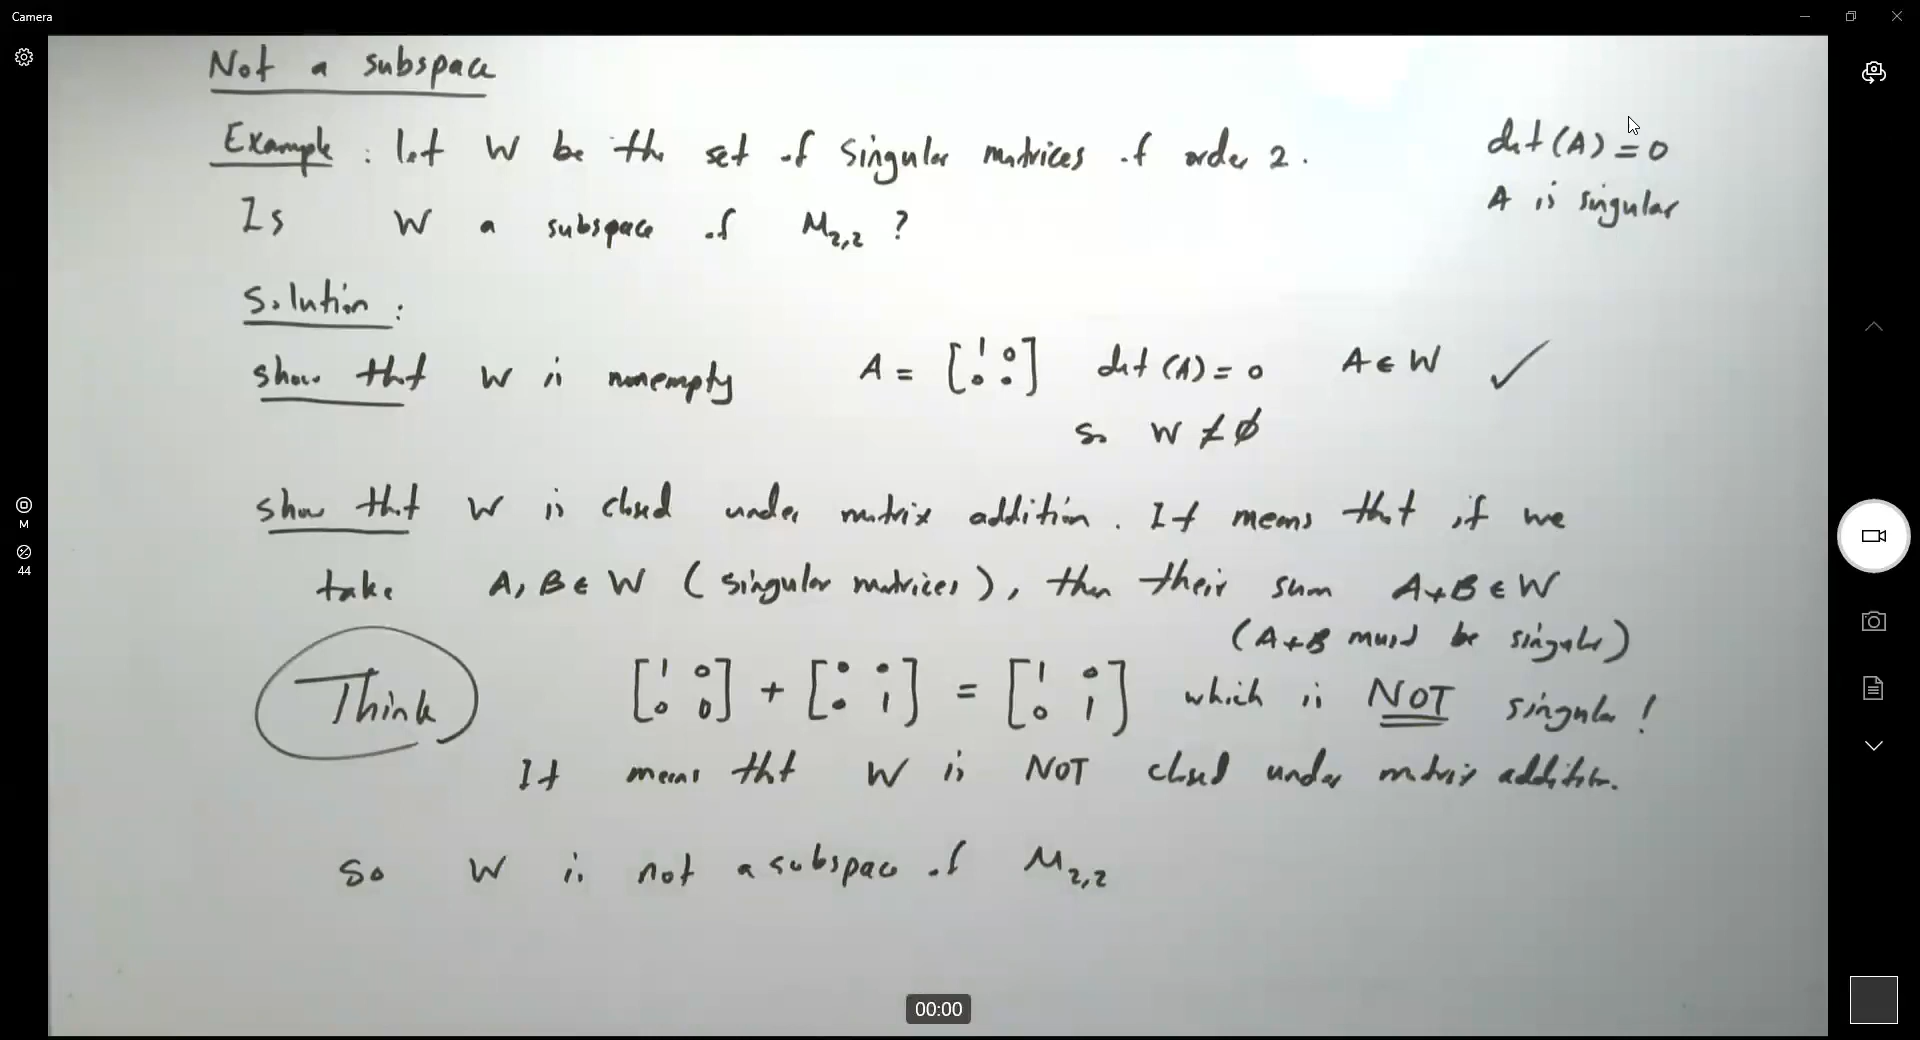 Camera
Not a subspace
Example : let W be the set of singular matrices of order 2.
det(A) = 0
A is singular
Is W a subspace of M2,2 ?
Solution :
show that W is nonempty A = [1 0; 0 0] det(A) = 0 A ∈ W ✓
so W ≠ ∅
show that W is closed under matrix addition. It means that if we
take A, B ∈ W (singular matrices), then their sum A+B ∈ W
(A+B must be singular)
Think [1 0; 0 0] + [0 0; 0 1] = [1 0; 0 1] which is NOT singular!
It means that W is NOT closed under matrix addition.
So W is not a subspace of M2,2
M
44
00:00